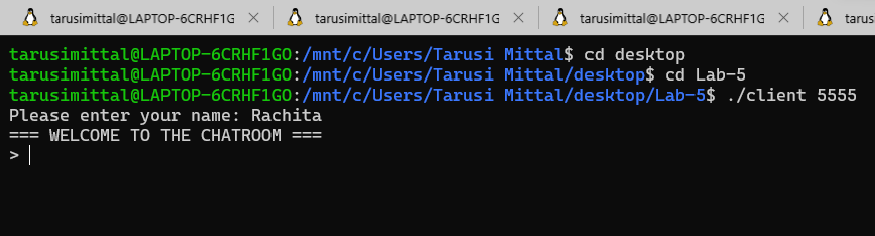 tarusimittal@LAPTOP-6CRHF1G
tarusimittal@LAPTOP-6CRHF1G
tarusimittal@LAPTOP-6CRHF1G
tarus
tarusimittal@LAPTOP-6CRHF1GO:/mnt/c/Users/Tarusi Mittal$ cd desktop
tarusimittal@LAPTOP-6CRHF1GO:/mnt/c/Users/Tarusi Mittal/desktop$ cd Lab-5
tarusimittal@LAPTOP-6CRHF1GO:/mnt/c/Users/Tarusi Mittal/desktop/Lab-5$ ./client 5555
Please enter your name: Rachita
=== WELCOME TO THE CHATROOM ===
>